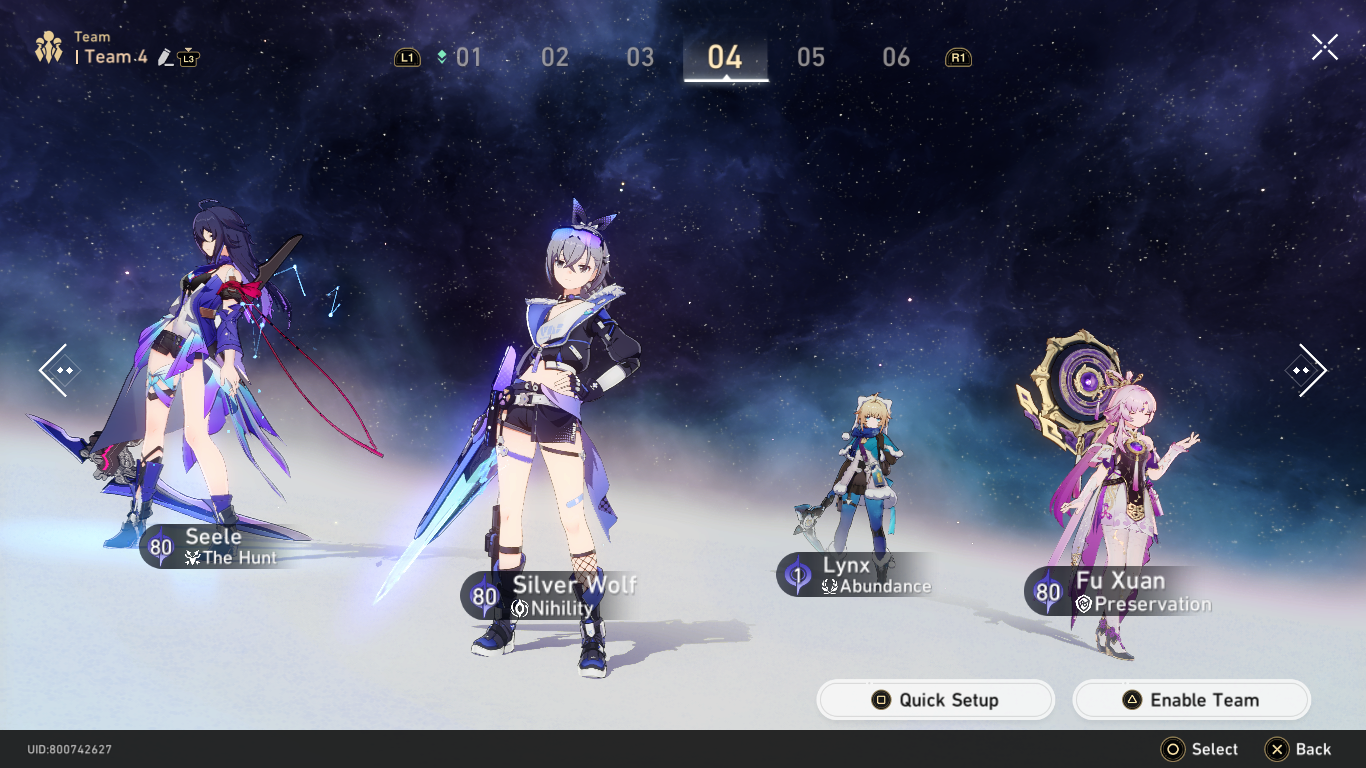 Team
Team 4
L3
L1
01
02
03
04
05
06
R1
80
Seele
The Hunt
80
Silver Wolf
Nihility
1
Lynx
Abundance
80
Fu Xuan
Preservation
Quick Setup
Enable Team
UID:800742627
Select
Back